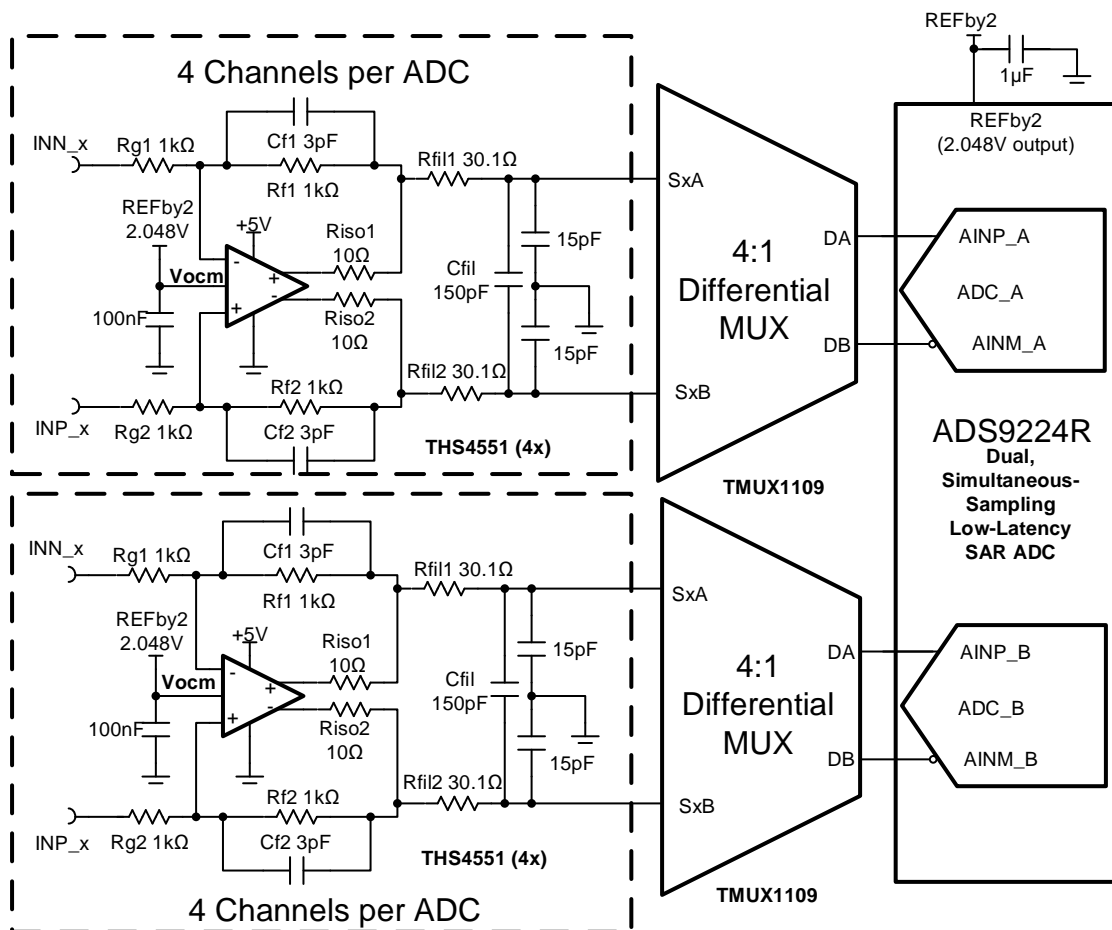 4 Channels per ADC
INN_x
Rg1 1kΩ
Cf1 3pF
Rf1 1kΩ
Rfil1 30.1Ω
REFby2
2.048V
+5V
Vocm
-
+
+
-
Riso1
10Ω
Riso2
10Ω
100nF
Cfil
150pF
15pF
15pF
Rf2 1kΩ
Cf2 3pF
Rfil2 30.1Ω
INP_x
Rg2 1kΩ
THS4551 (4x)
SxA
4:1
Differential
MUX
DA
DB
SxB
TMUX1109
REFby2
1µF
REFby2
(2.048V output)
AINP_A
ADC_A
AINM_A
ADS9224R
Dual,
Simultaneous-
Sampling
Low-Latency
SAR ADC
INN_x
Rg1 1kΩ
Cf1 3pF
Rf1 1kΩ
Rfil1 30.1Ω
REFby2
2.048V
+5V
Vocm
-
+
+
-
Riso1
10Ω
Riso2
10Ω
100nF
Cfil
150pF
15pF
15pF
Rf2 1kΩ
Cf2 3pF
Rfil2 30.1Ω
INP_x
Rg2 1kΩ
THS4551 (4x)
4 Channels per ADC
SxA
4:1
Differential
MUX
DA
DB
SxB
TMUX1109
AINP_B
ADC_B
AINM_B